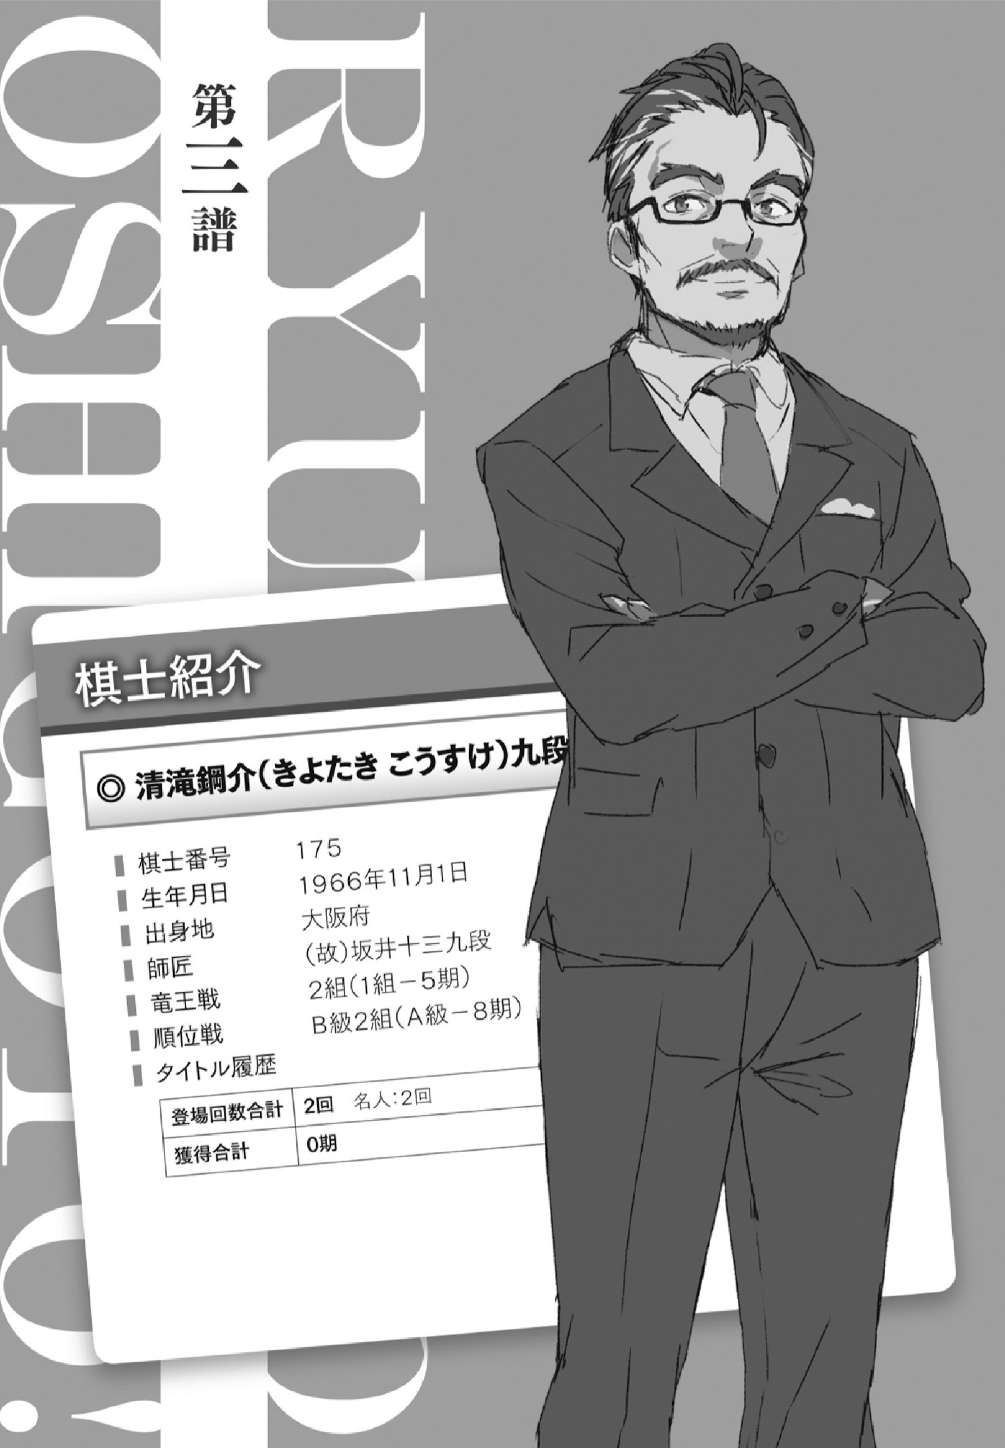 第三譜
RYUO
OSHIGOTO!
棋士紹介
◎ 清滝鋼介(きよたき こうすけ)九段
棋士番号 175
生年月日 1966年11月1日
出身地 大阪府
師匠 (故)坂井十三九段
竜王戦 2組(1組－5期)
順位戦 B級2組(A級－8期)
タイトル履歴
登場回数合計 2回 名人:2回
獲得合計 0期